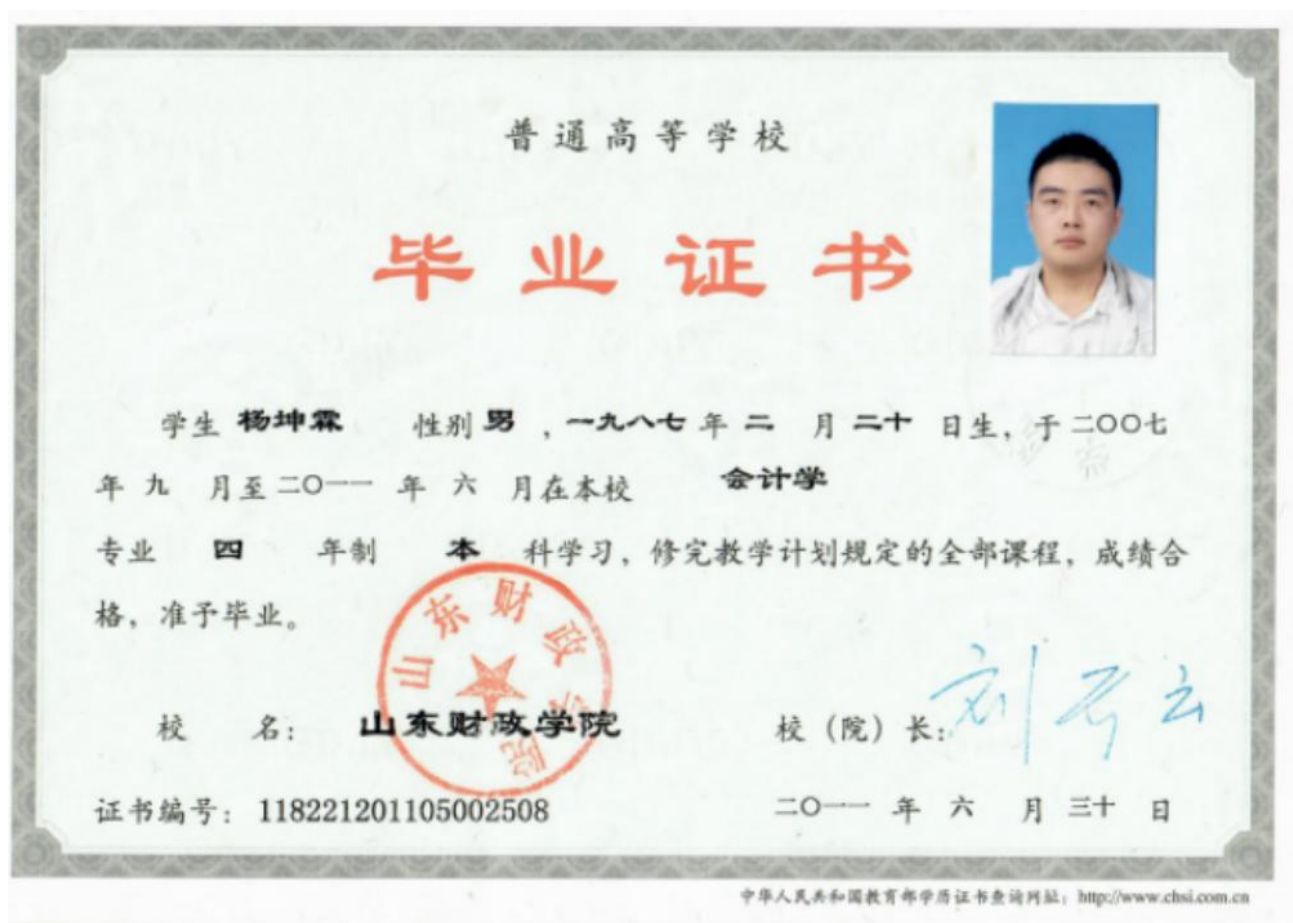 普通高等学校
毕业证书
学生 杨坤霖 性别 男 ，一九八七 年 二 月 二十 日生，于 二〇〇七
年 九 月至 二〇一一 年 六 月在本校 会计学
专业 四 年制 本 科学习，修完教学计划规定的全部课程，成绩合
格，准予毕业。
山东财政学院
校 名： 山东财政学院 校（院）长：
证书编号：118221201105002508 二〇一一 年 六 月 三十 日
中华人民共和国教育部学历证书查询网址：http://www.chsi.com.cn